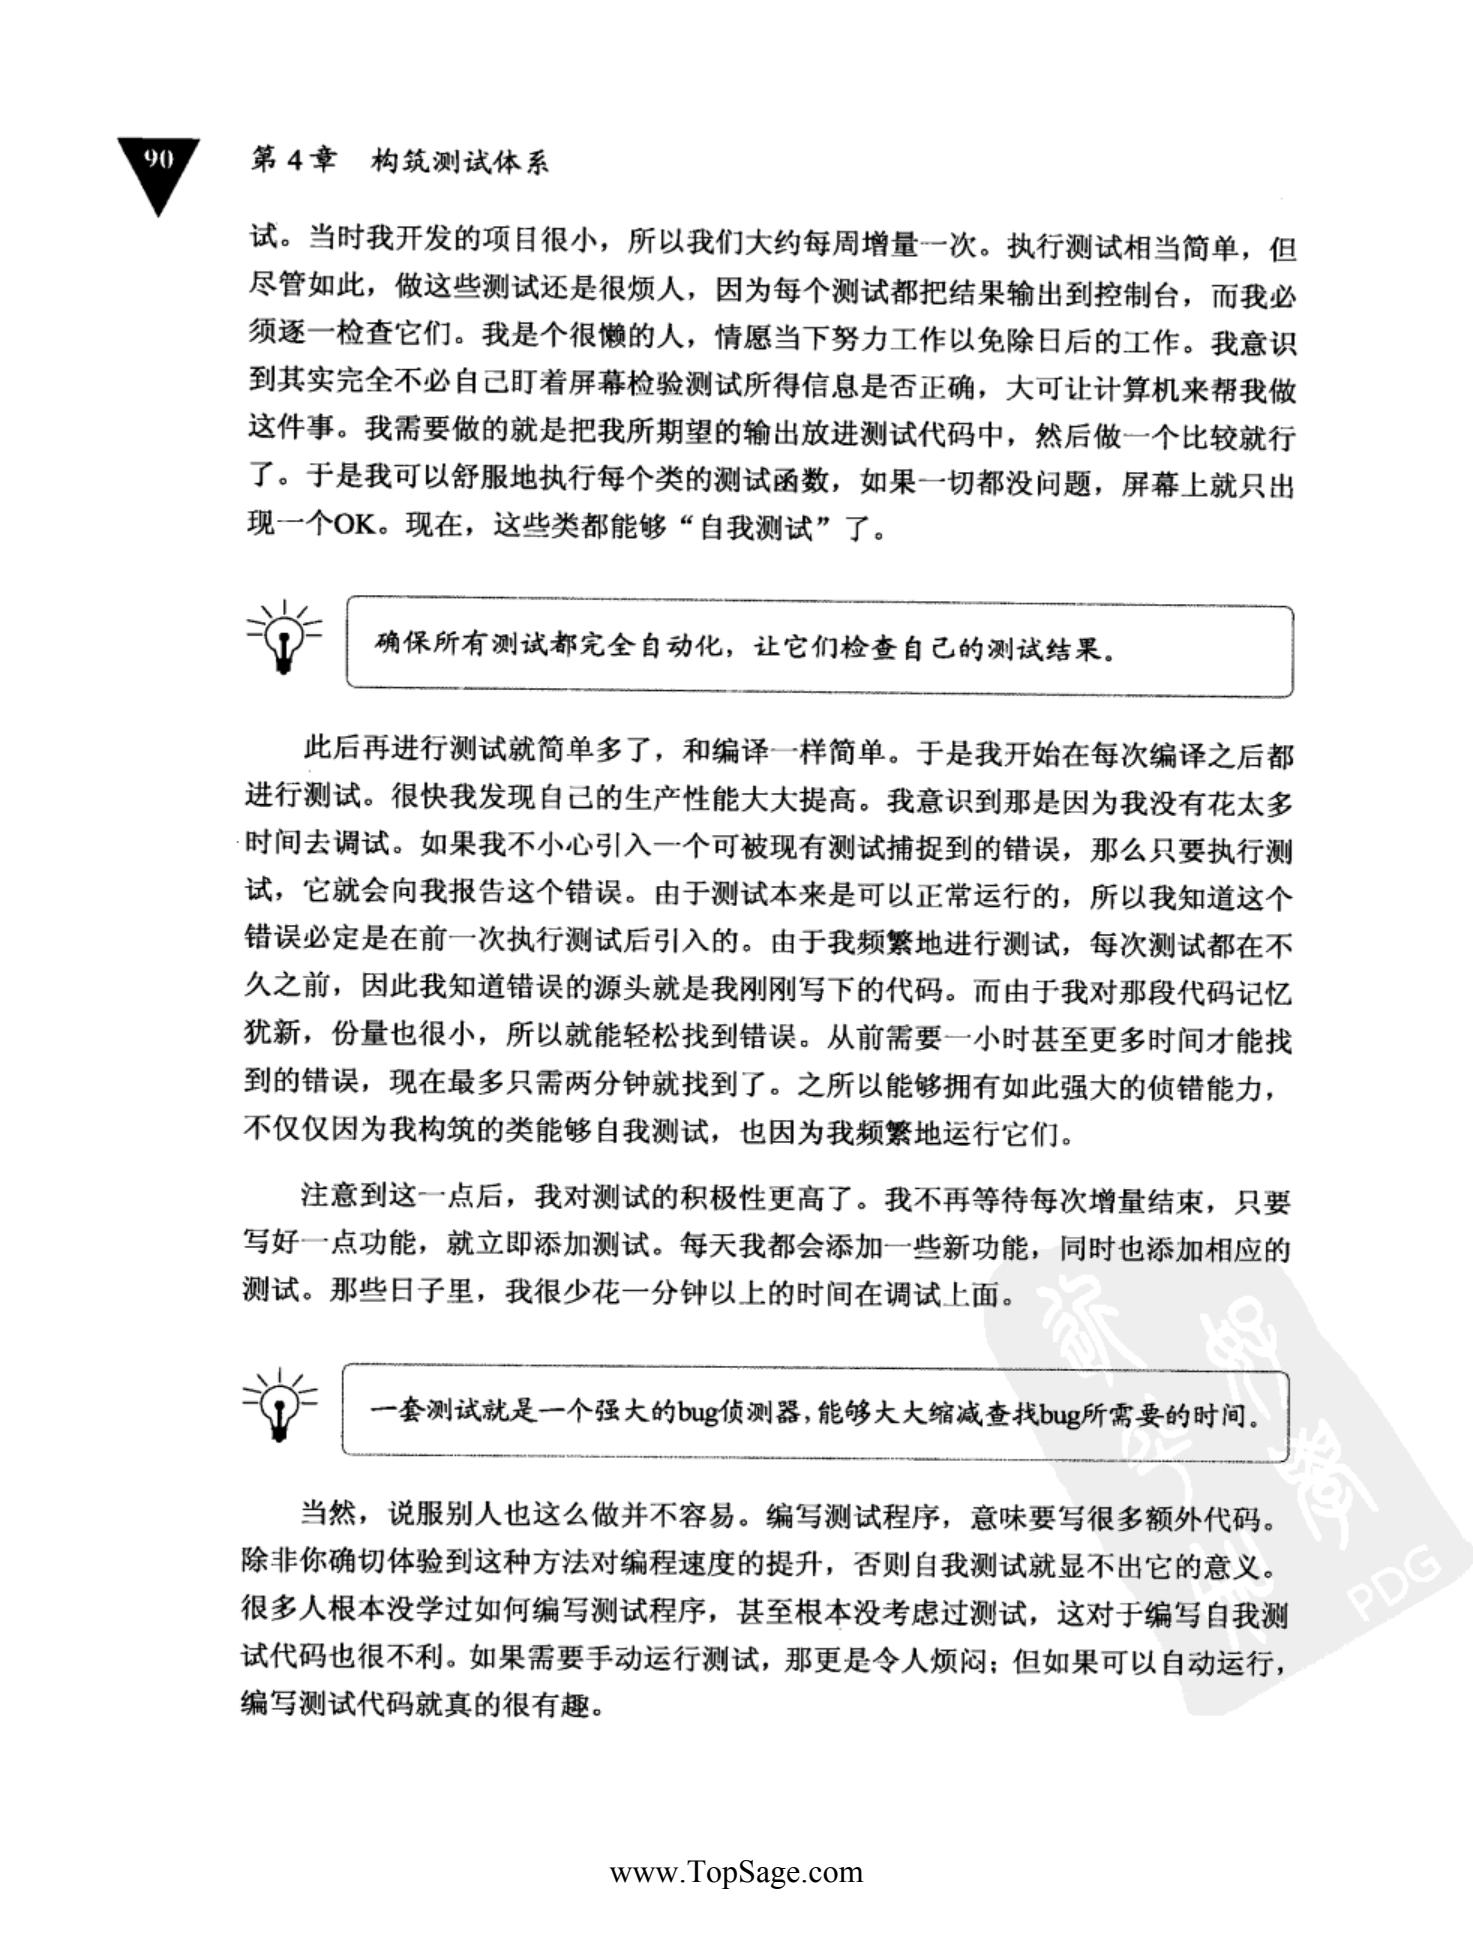 90
第 4 章 构筑测试体系
试。当时我开发的项目很小，所以我们大约每周增量一次。执行测试相当简单，但
尽管如此，做这些测试还是很烦人，因为每个测试都把结果输出到控制台，而我必
须逐一检查它们。我是个很懒的人，情愿当下努力工作以免除日后的工作。我意识
到其实完全不必自己盯着屏幕检验测试所得信息是否正确，大可让计算机来帮我做
这件事。我需要做的就是把我所期望的输出放进测试代码中，然后做一个比较就行
了。于是我可以舒服地执行每个类的测试函数，如果一切都没问题，屏幕上就只出
现一个OK。现在，这些类都能够“自我测试”了。
确保所有测试都完全自动化，让它们检查自己的测试结果。
此后再进行测试就简单多了，和编译一样简单。于是我开始在每次编译之后都
进行测试。很快我发现自己的生产性能大大提高。我意识到那是因为我没有花太多
时间去调试。如果我不小心引入一个可被现有测试捕捉到的错误，那么只要执行测
试，它就会向我报告这个错误。由于测试本来是可以正常运行的，所以我知道这个
错误必定是在前一次执行测试后引入的。由于我频繁地进行测试，每次测试都在不
久之前，因此我知道错误的源头就是我刚刚写下的代码。而由于我对那段代码记忆
犹新，份量也很小，所以就能轻松找到错误。从前需要一小时甚至更多时间才能找
到的错误，现在最多只需两分钟就找到了。之所以能够拥有如此强大的侦错能力，
不仅仅因为我构筑的类能够自我测试，也因为我频繁地运行它们。
注意到这一点后，我对测试的积极性更高了。我不再等待每次增量结束，只要
写好一点功能，就立即添加测试。每天我都会添加一些新功能，同时也添加相应的
测试。那些日子里，我很少花一分钟以上的时间在调试上面。
一套测试就是一个强大的bug侦测器，能够大大缩减查找bug所需要的时间。
当然，说服别人也这么做并不容易。编写测试程序，意味要写很多额外代码。
除非你确切体验到这种方法对编程速度的提升，否则自我测试就显不出它的意义。
很多人根本没学过如何编写测试程序，甚至根本没考虑过测试，这对于编写自我测
试代码也很不利。如果需要手动运行测试，那更是令人烦闷；但如果可以自动运行，
编写测试代码就真的很有趣。
PDG
www.TopSage.com